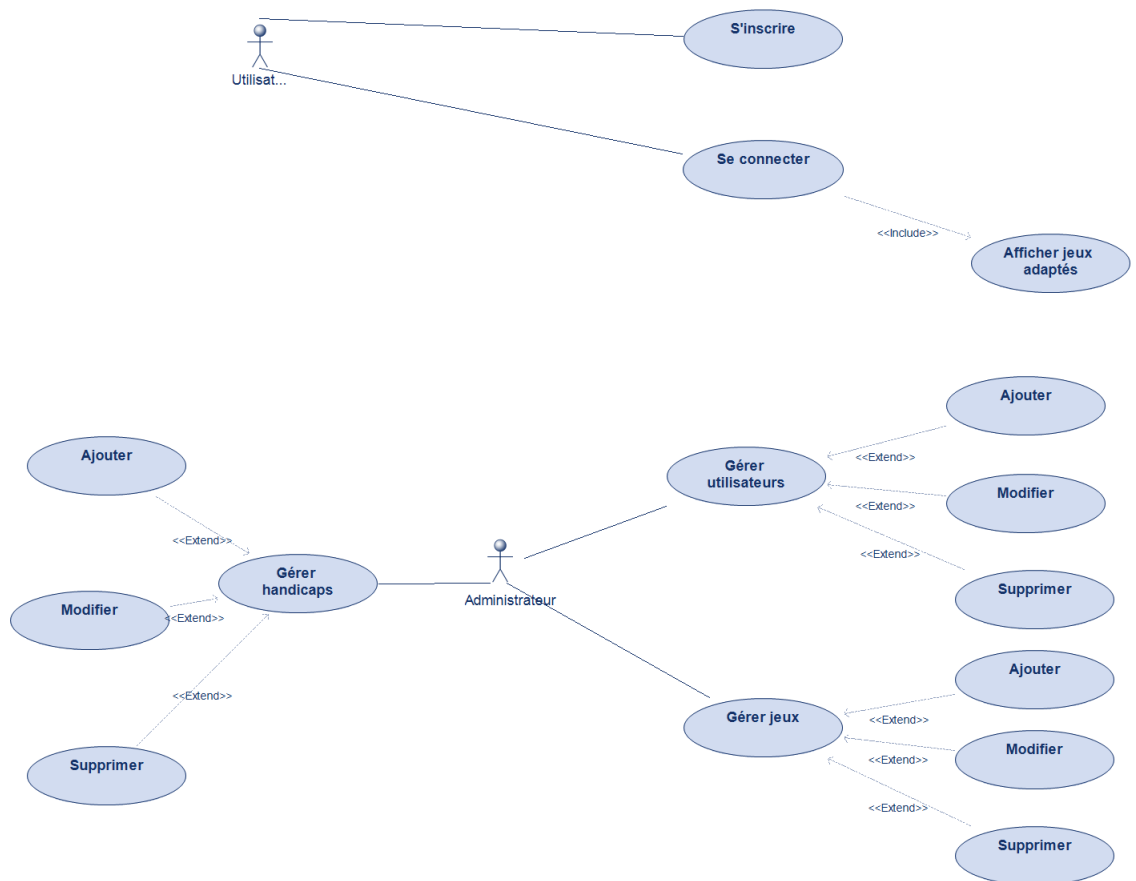 S'inscrire
Utilisat...
Se connecter
<<Include>>
Afficher jeux
adaptés
Ajouter
<<Extend>>
Gérer
utilisateurs
Modifier
<<Extend>>
<<Extend>>
Supprimer
Ajouter
<<Extend>>
Gérer
handicaps
Modifier
<<Extend>>
<<Extend>>
Supprimer
Administrateur
Ajouter
<<Extend>>
Gérer jeux
Modifier
<<Extend>>
<<Extend>>
Supprimer